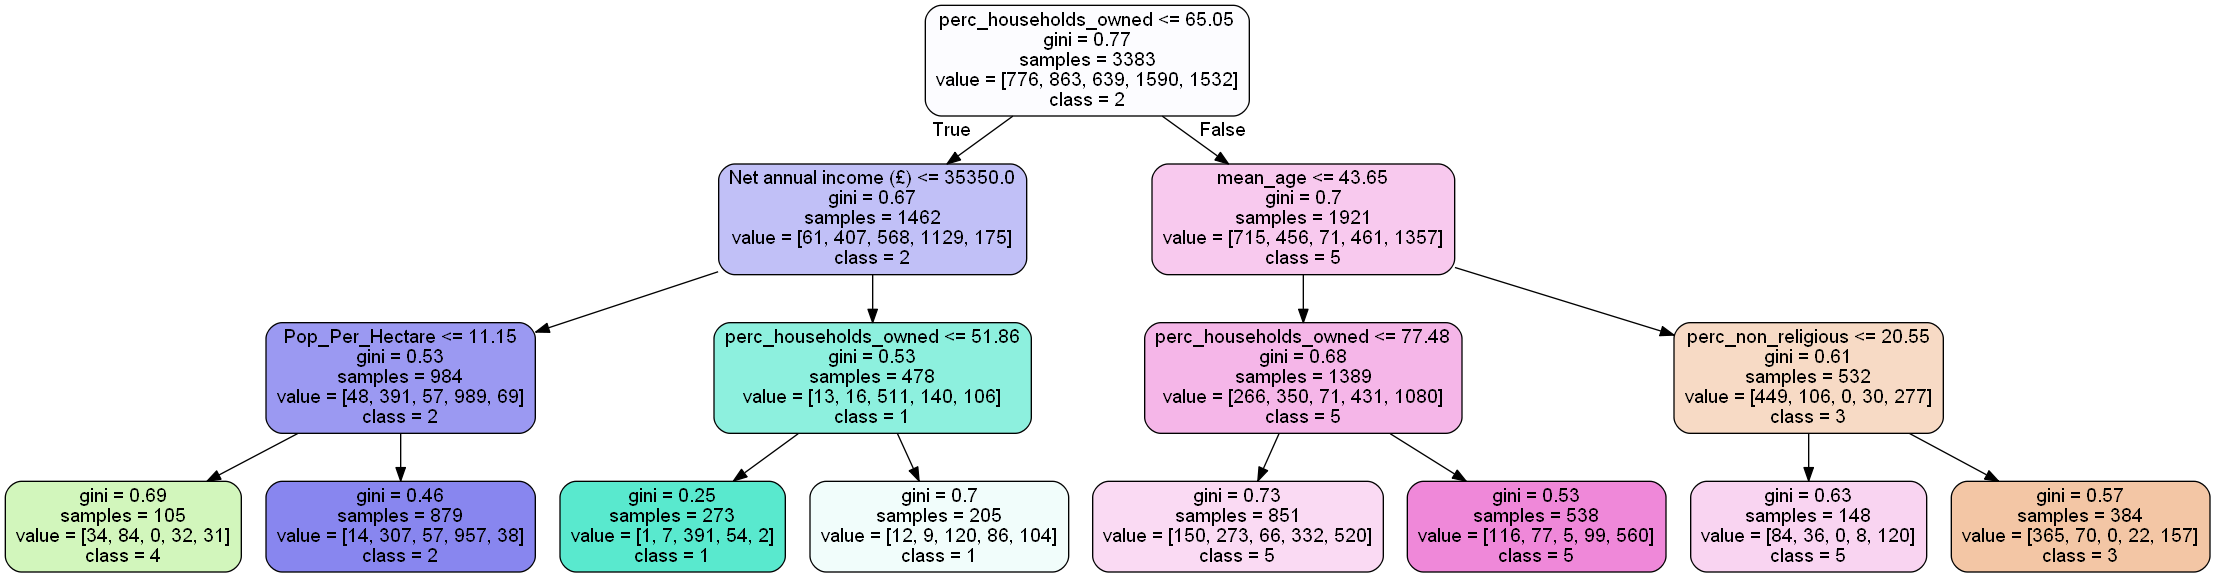 perc_households_owned <= 65.05
gini = 0.77
samples = 3383
value = [776, 863, 639, 1590, 1532]
class = 2
True
False
Net annual income (£) <= 35350.0
gini = 0.67
samples = 1462
value = [61, 407, 568, 1129, 175]
class = 2
mean_age <= 43.65
gini = 0.7
samples = 1921
value = [715, 456, 71, 461, 1357]
class = 5
Pop_Per_Hectare <= 11.15
gini = 0.53
samples = 984
value = [48, 391, 57, 989, 69]
class = 2
perc_households_owned <= 51.86
gini = 0.53
samples = 478
value = [13, 16, 511, 140, 106]
class = 1
perc_households_owned <= 77.48
gini = 0.68
samples = 1389
value = [266, 350, 71, 431, 1080]
class = 5
perc_non_religious <= 20.55
gini = 0.61
samples = 532
value = [449, 106, 0, 30, 277]
class = 3
gini = 0.69
samples = 105
value = [34, 84, 0, 32, 31]
class = 4
gini = 0.46
samples = 879
value = [14, 307, 57, 957, 38]
class = 2
gini = 0.25
samples = 273
value = [1, 7, 391, 54, 2]
class = 1
gini = 0.7
samples = 205
value = [12, 9, 120, 86, 104]
class = 1
gini = 0.73
samples = 851
value = [150, 273, 66, 332, 520]
class = 5
gini = 0.53
samples = 538
value = [116, 77, 5, 99, 560]
class = 5
gini = 0.63
samples = 148
value = [84, 36, 0, 8, 120]
class = 5
gini = 0.57
samples = 384
value = [365, 70, 0, 22, 157]
class = 3